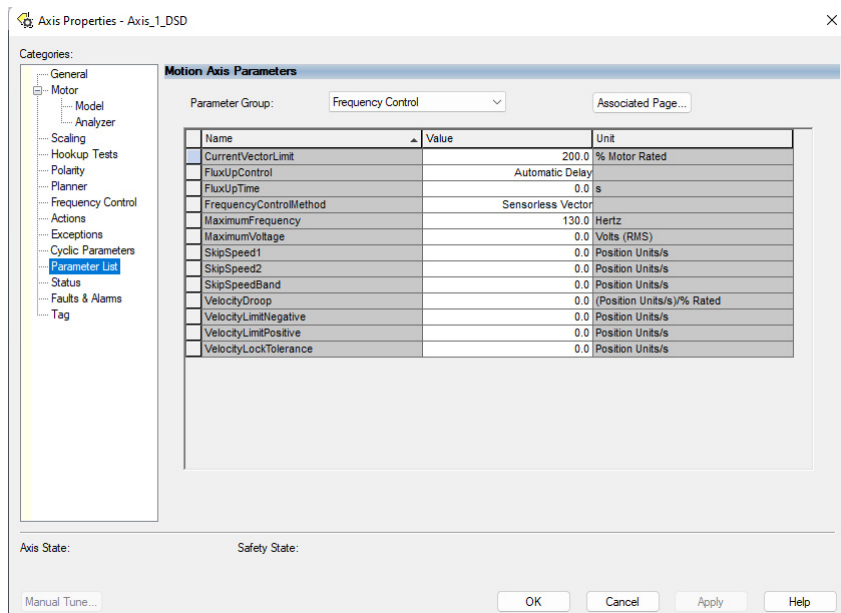 Axis Properties - Axis_1_DSD
Categories:
General
Motor
Model
Analyzer
Scaling
Hookup Tests
Polarity
Planner
Frequency Control
Actions
Exceptions
Cyclic Parameters
Parameter List
Status
Faults & Alarms
Tag
Motion Axis Parameters
Parameter Group: Frequency Control Associated Page...
Name Value Unit
CurrentVectorLimit 200.0 % Motor Rated
FluxUpControl Automatic Delay
FluxUpTime 0.0 s
FrequencyControlMethod Sensorless Vector
MaximumFrequency 130.0 Hertz
MaximumVoltage 0.0 Volts (RMS)
SkipSpeed1 0.0 Position Units/s
SkipSpeed2 0.0 Position Units/s
SkipSpeedBand 0.0 Position Units/s
VelocityDroop 0.0 (Position Units/s)/% Rated
VelocityLimitNegative 0.0 Position Units/s
VelocityLimitPositive 0.0 Position Units/s
VelocityLockTolerance 0.0 Position Units/s
Axis State: Safety State:
Manual Tune... OK Cancel Apply Help